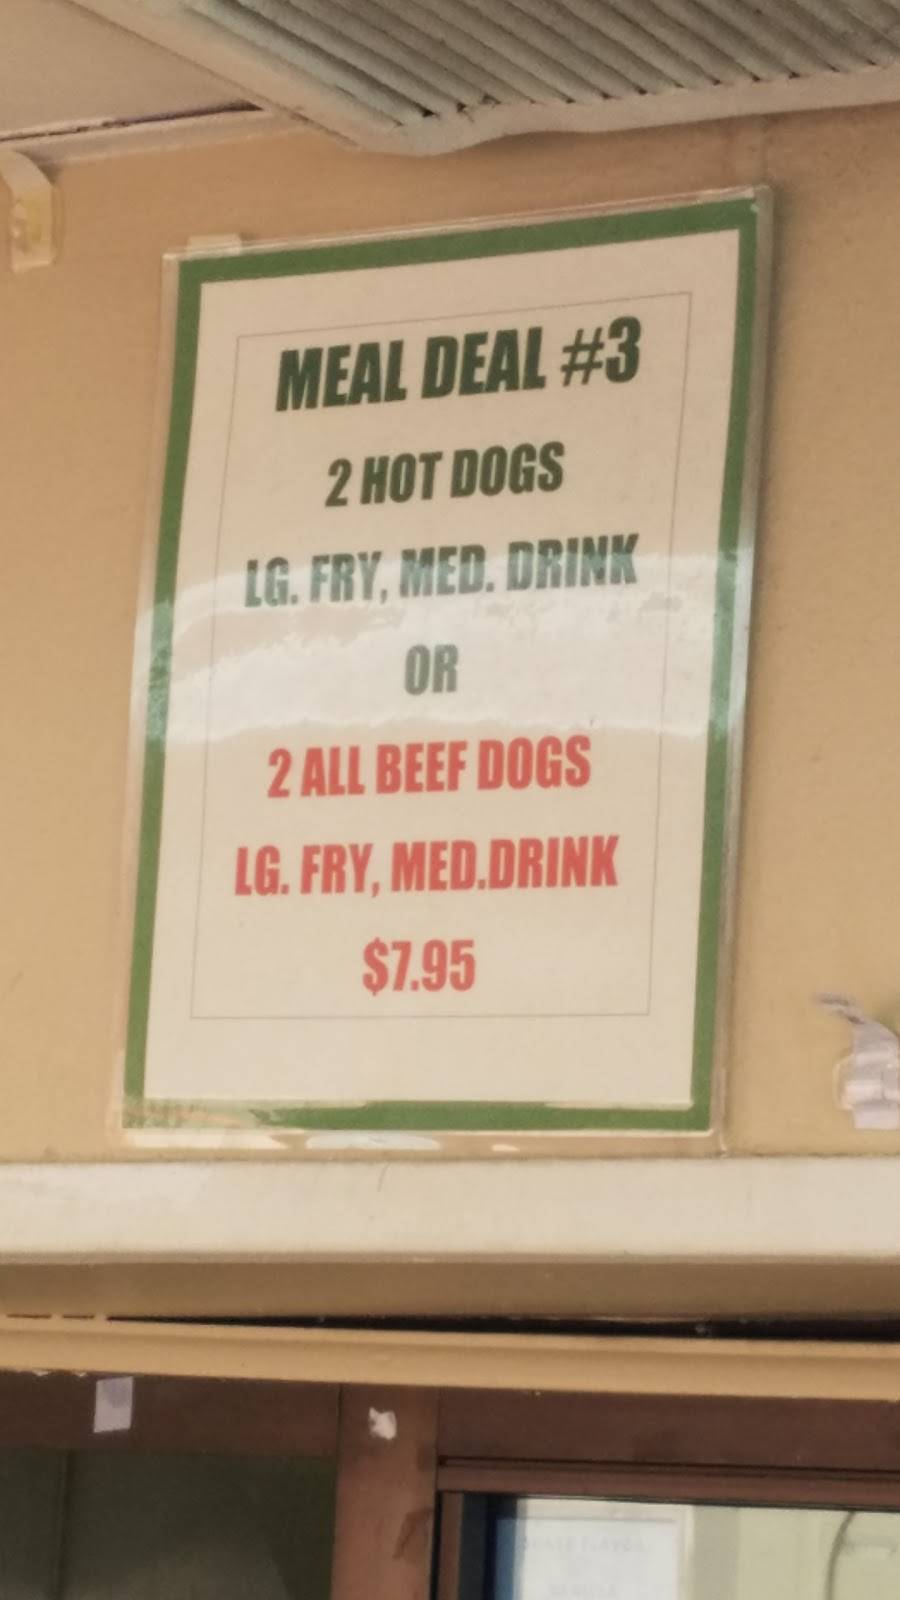 MEAL DEAL #3
2 HOT DOGS
LG. FRY, MED. DRINK
OR
2 ALL BEEF DOGS
LG. FRY, MED.DRINK
$7.95